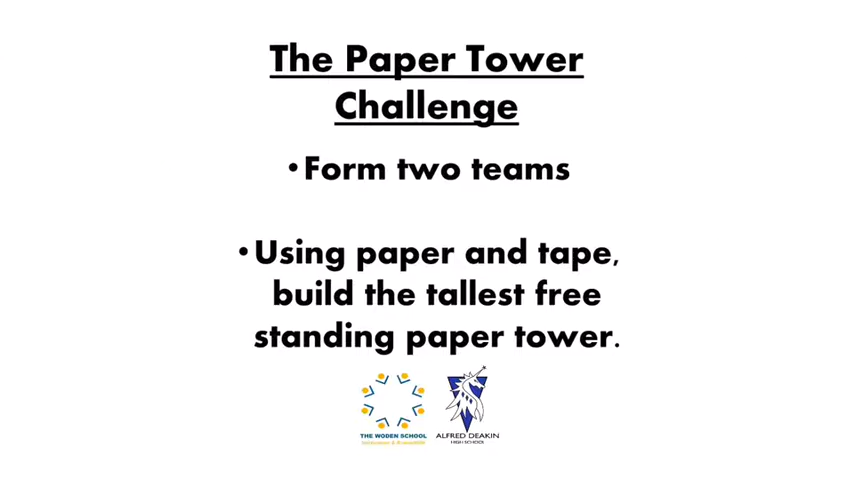 The Paper Tower
Challenge
•Form two teams
•Using paper and tape,
build the tallest free
standing paper tower.
THE WODEN SCHOOL
ALFRED DEAKIN
HIGH SCHOOL